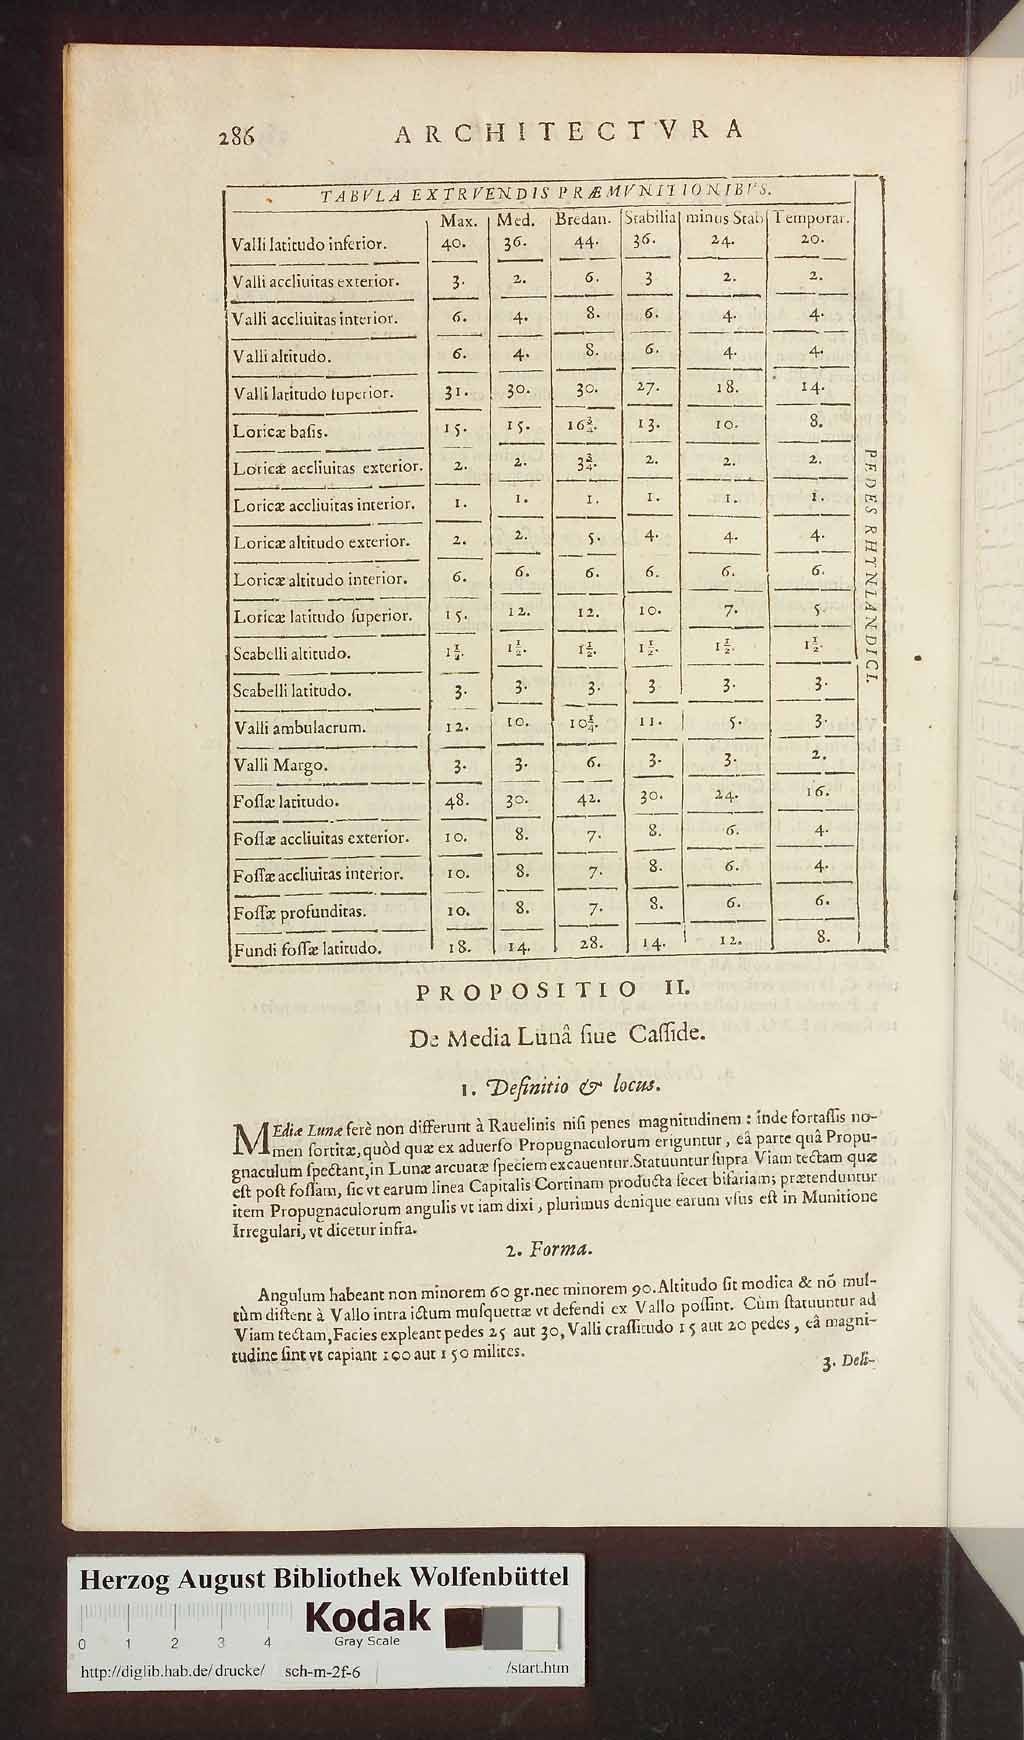 286 ARCHITECTVRA
TABVLA EXTRVENDIS PRÆMVNITIONIBVS.
Max. Med. Bredan. Stabilia minus Stab. Temporar.
Valli latitudo inferior. 40. 36. 44. 36. 24. 20.
Valli accliuitas exterior. 3. 2. 6. 3 2. 2.
Valli accliuitas interior. 6. 4. 8. 6. 4. 4.
Valli altitudo. 6. 4. 8. 6. 4. 4.
Valli latitudo superior. 31. 30. 30. 27. 18. 14.
Loricæ basis. 15. 15. 16¾. 13. 10. 8.
Loricæ accliuitas exterior. 2. 2. 3¾. 2. 2. 2.
Loricæ accliuitas interior. 1. 1. 1. 1. 1. 1.
Loricæ altitudo exterior. 2. 2. 5. 4. 4. 4.
Loricæ altitudo interior. 6. 6. 6. 6. 6. 6.
Loricæ latitudo ſuperior. 15. 12. 12. 10. 7. 5.
Scabelli altitudo. 1½. 1½. 1½. 1½. 1½. 1½.
Scabelli latitudo. 3. 3. 3. 3 3. 3.
Valli ambulacrum. 12. 10. 10¼. 11. 5. 3.
Valli Margo. 3. 3. 6. 3. 3. 2.
Foſſæ latitudo. 48. 30. 42. 30. 24. 16.
Foſſæ accliuitas exterior. 10. 8. 7. 8. 6. 4.
Foſſæ accliuitas interior. 10. 8. 7. 8. 6. 4.
Foſſæ profunditas. 10. 8. 7. 8. 6. 6.
Fundi foſſæ latitudo. 18. 14. 28. 14. 12. 8.
PEDES RHYNLANDICI.
PROPOSITIO II.
De Media Lunâ ſiue Caſſide.
1. Definitio & locus.
MEdiæ Lunæ ferè non differunt à Rauelinis niſi penes magnitudinem: inde fortaſſis no-
men ſortitæ, quòd quæ ex aduerſo Propugnaculorum eriguntur, eâ parte quâ Propu-
gnaculum ſpectant, in Lunæ arcuatæ ſpeciem excauentur. Statuuntur ſupra Viam tectam quæ
eſt poſt foſſam, ſic vt earum linea Capitalis Cortinam producta ſecet bifariam; prætenduntur
item Propugnaculorum angulis vt iam dixi, plurimus denique earum vſus eſt in Munitione
Irregulari, vt dicetur infra.
2. Forma.
Angulum habeant non minorem 60 gr. nec minorem 90. Altitudo ſit modica & nō mul-
tùm diſtent à Vallo intra ictum muſquettæ vt defendi ex Vallo poſſint. Cùm ſtatuuntur ad
Viam tectam, Facies expleant pedes 25 aut 30, Valli craſſitudo 15 aut 20 pedes, eâ magni-
tudine ſint vt capiant 100 aut 150 milites.
3. Deli-
Herzog August Bibliothek Wolfenbüttel
Kodak
Gray Scale
0 1 2 3 4
http://diglib.hab.de/drucke/ sch-m-2f-6 /start.htm